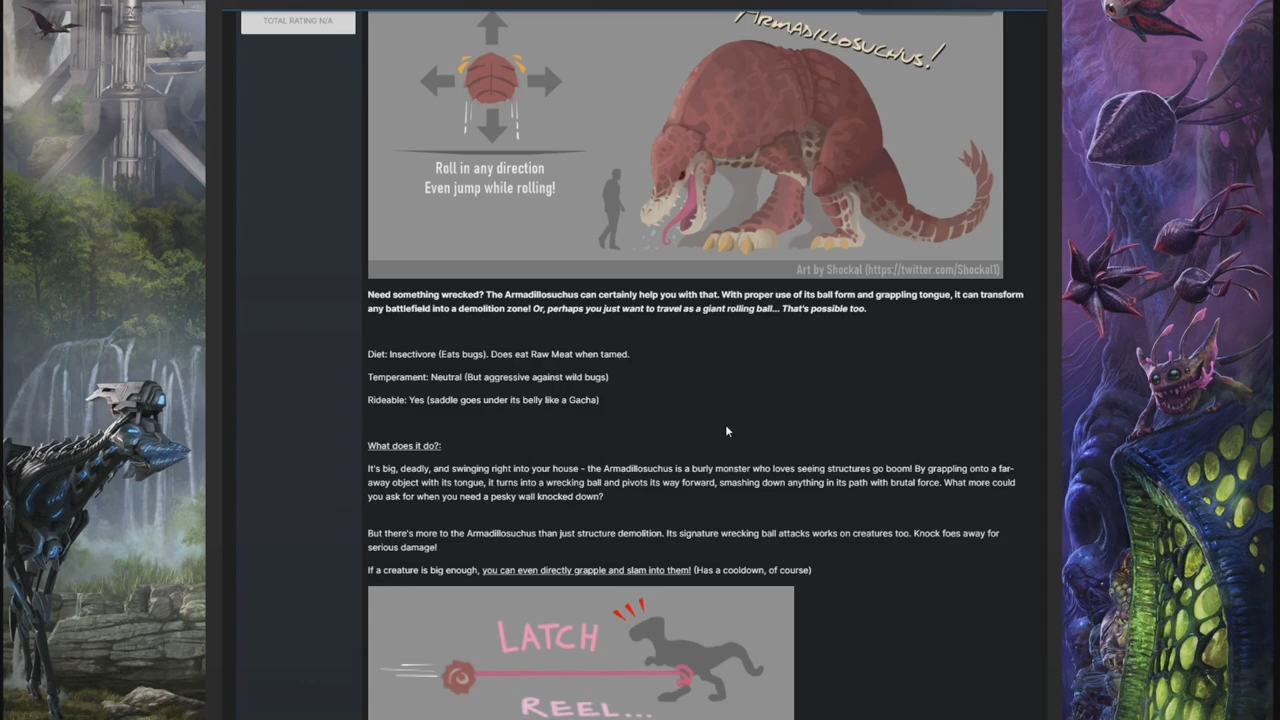 TOTAL RATING N/A
ARMADILLOSUCHUS!
Roll in any direction
Even jump while rolling!
Art by Shockal (https://twitter.com/Shockal1)
Need something wrecked? The Armadillosuchus can certainly help you with that. With proper use of its ball form and grappling tongue, it can transform
any battlefield into a demolition zone! Or, perhaps you just want to travel as a giant rolling ball... That's possible too.
Diet: Insectivore (Eats bugs). Does eat Raw Meat when tamed.
Temperament: Neutral (But aggressive against wild bugs)
Rideable: Yes (saddle goes under its belly like a Gacha)
What does it do?:
It's big, deadly, and swinging right into your house - the Armadillosuchus is a burly monster who loves seeing structures go boom! By grappling onto a far-
away object with its tongue, it turns into a wrecking ball and pivots its way forward, smashing down anything in its path with brutal force. What more could
you ask for when you need a pesky wall knocked down?
But there's more to the Armadillosuchus than just structure demolition. Its signature wrecking ball attacks works on creatures too. Knock foes away for
serious damage!
If a creature is big enough, you can even directly grapple and slam into them! (Has a cooldown, of course)
LATCH
REEL...